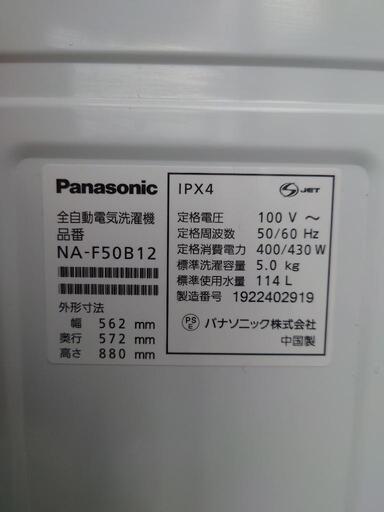 Panasonic
全自動電気洗濯機
品番
NA-F50B12
外形寸法
幅 562 mm
奥行 572 mm
高さ 880 mm
IPX4
S JET
定格電圧 100 V ～
定格周波数 50/60 Hz
定格消費電力 400/430 W
標準洗濯容量 5.0 kg
標準使用水量 114 L
製造番号 1922402919
PS E パナソニック株式会社
中国製